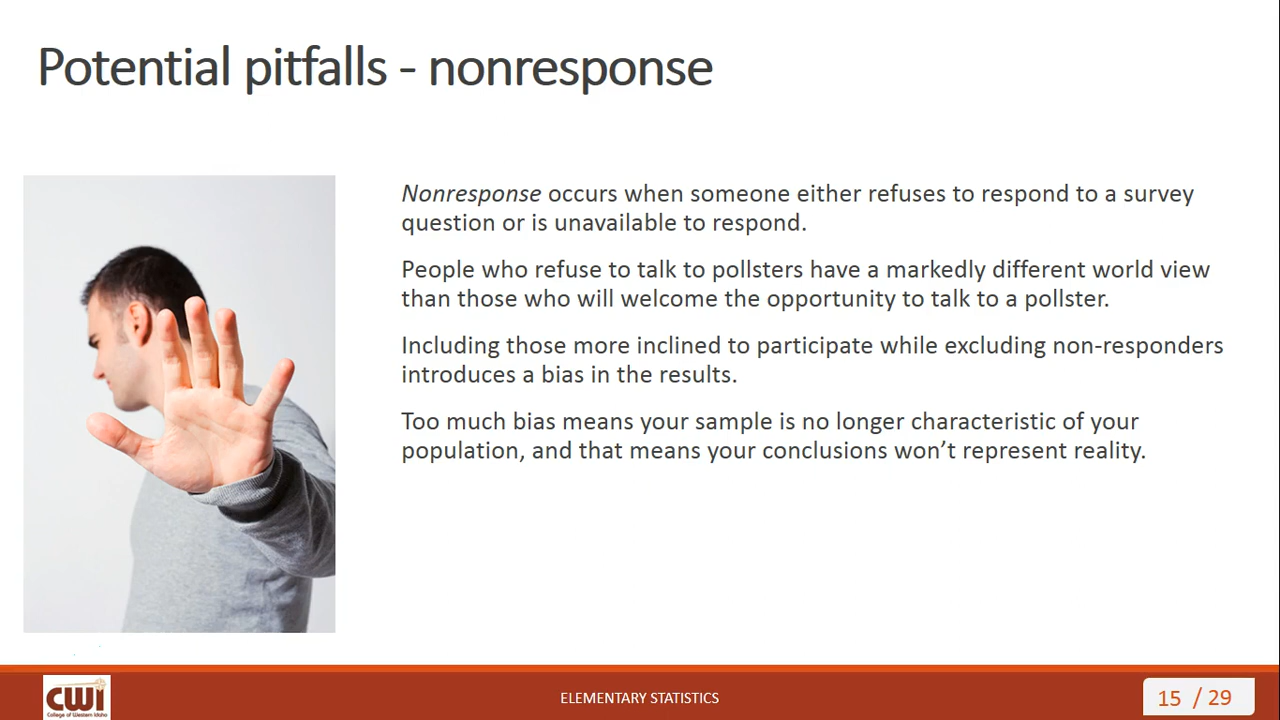 Potential pitfalls - nonresponse
Nonresponse occurs when someone either refuses to respond to a survey
question or is unavailable to respond.
People who refuse to talk to pollsters have a markedly different world view
than those who will welcome the opportunity to talk to a pollster.
Including those more inclined to participate while excluding non-responders
introduces a bias in the results.
Too much bias means your sample is no longer characteristic of your
population, and that means your conclusions won’t represent reality.
CWI
College of Western Idaho
ELEMENTARY STATISTICS
15 / 29